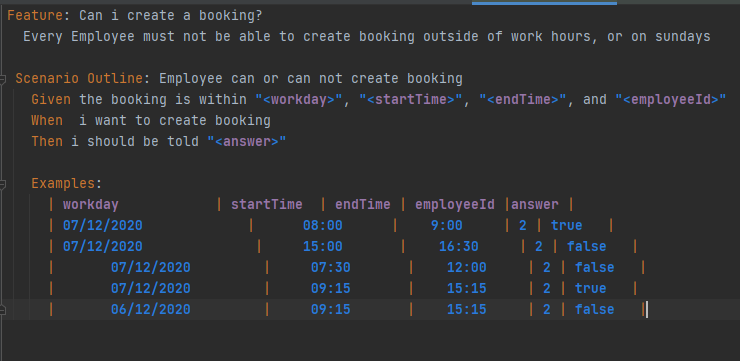 Feature: Can i create a booking?
Every Employee must not be able to create booking outside of work hours, or on sundays
Scenario Outline: Employee can or can not create booking
Given the booking is within "<workday>", "<startTime>", "<endTime>", and "<employeeId>"
When  i want to create booking
Then i should be told "<answer>"
Examples:
| workday | startTime | endTime | employeeId |answer |
| 07/12/2020 | 08:00 | 9:00 | 2 | true |
| 07/12/2020 | 15:00 | 16:30 | 2 | false |
| 07/12/2020 | 07:30 | 12:00 | 2 | false |
| 07/12/2020 | 09:15 | 15:15 | 2 | true |
| 06/12/2020 | 09:15 | 15:15 | 2 | false |